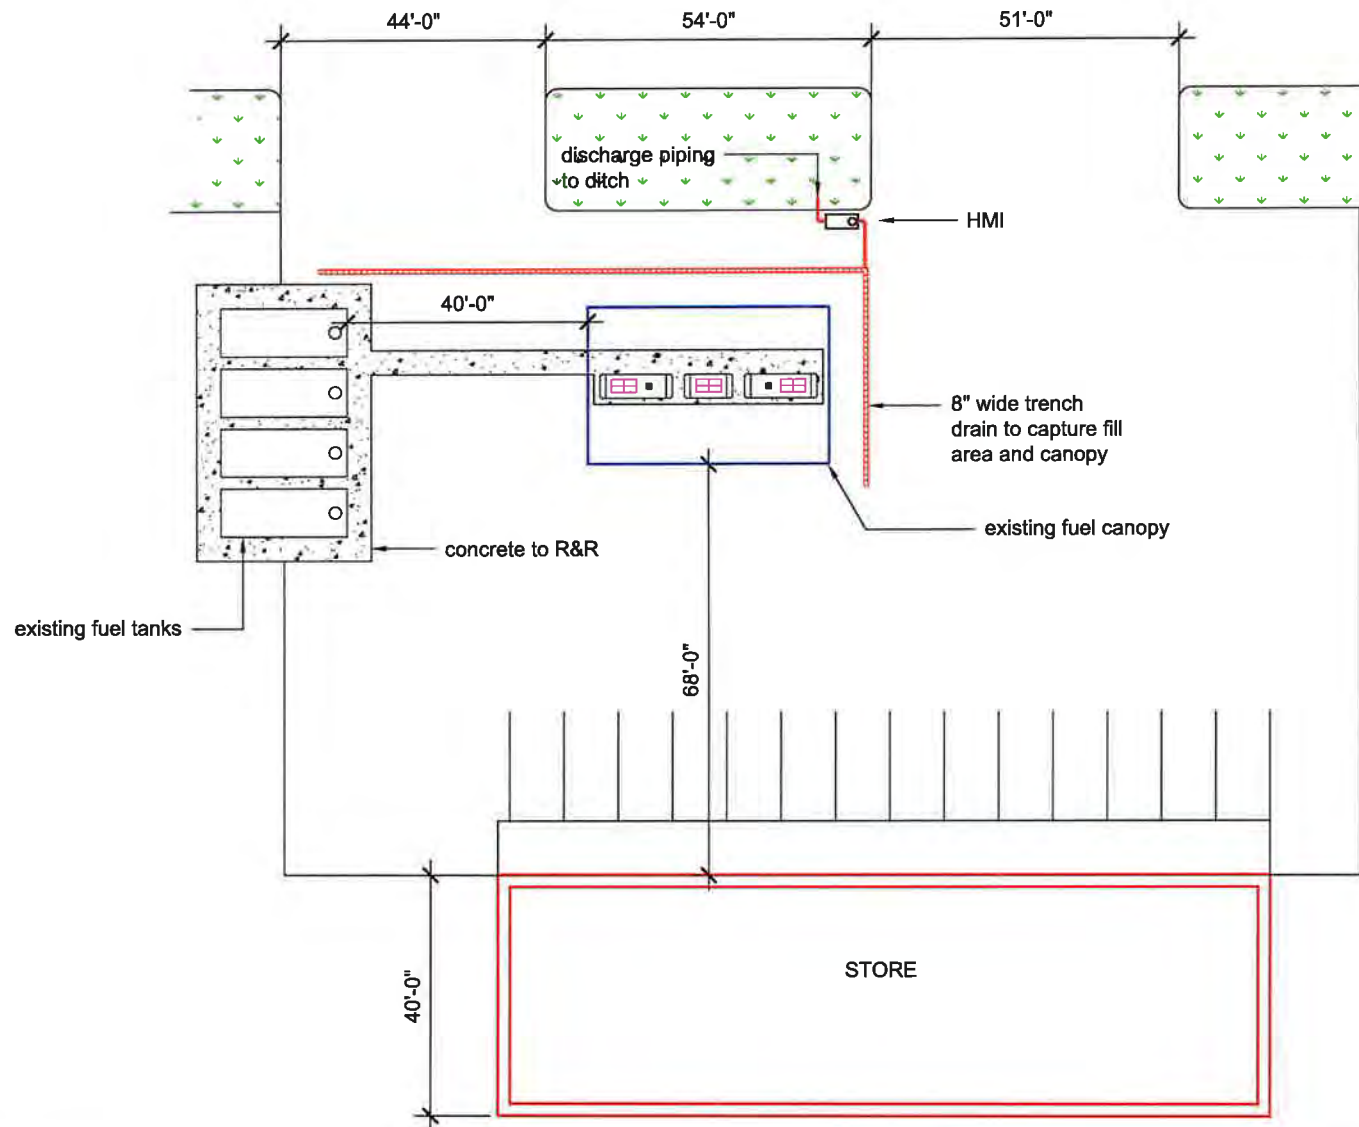 44'-0"
54'-0"
51'-0"
discharge piping
to ditch
HMI
40'-0"
8" wide trench
drain to capture fill
area and canopy
existing fuel canopy
concrete to R&R
existing fuel tanks
68'-0"
40'-0"
STORE